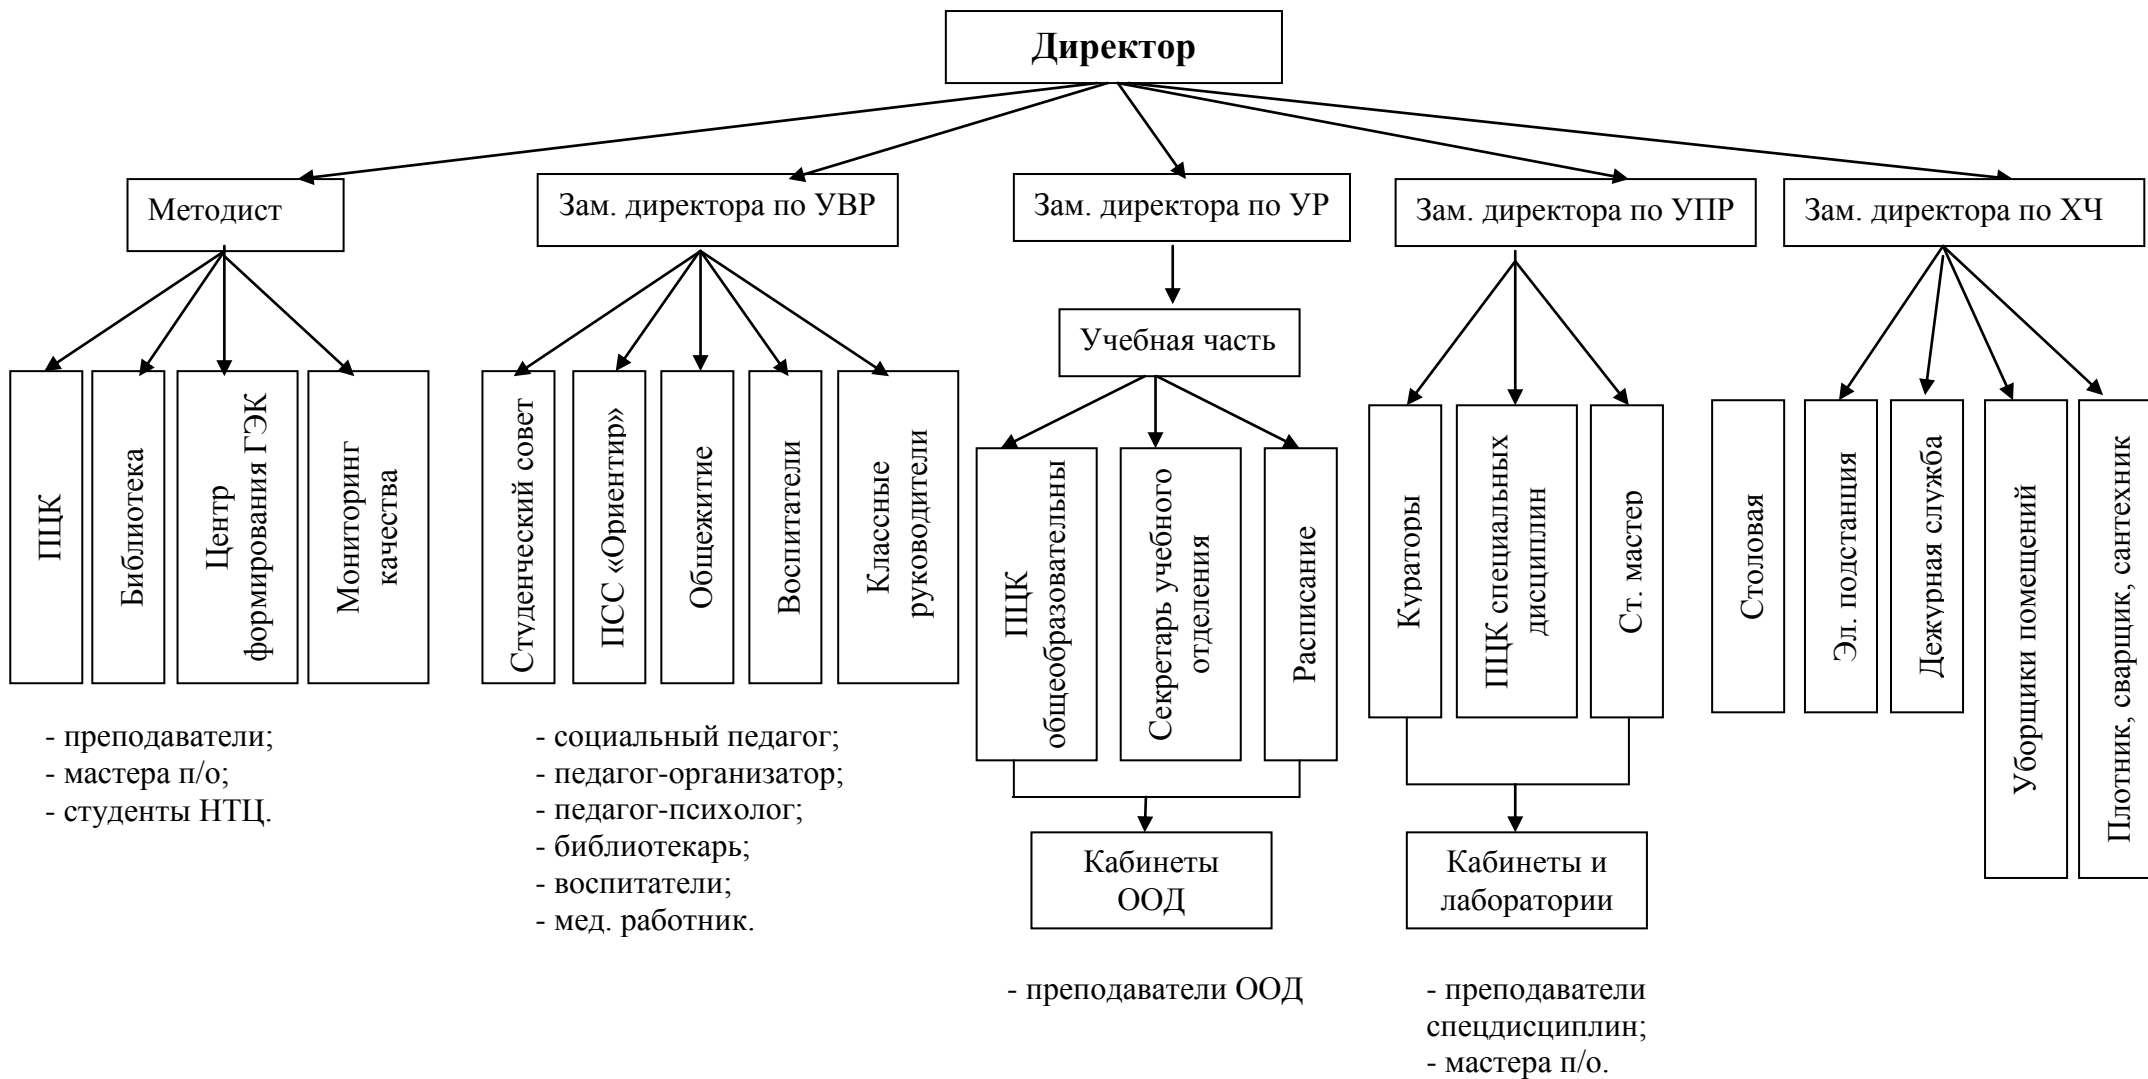 Директор
Методист
Зам. директора по УВР
Зам. директора по УР
Зам. директора по УПР
Зам. директора по ХЧ
Учебная часть
ПЦК
Библиотека
Центр
формирования ГЭК
Мониторинг
качества
Студенческий совет
ПСС «Ориентир»
Общежитие
Воспитатели
Классные
руководители
ПЦК
общеобразовательны
Секретарь учебного
отделения
Расписание
Кураторы
ПЦК специальных
дисциплин
Ст. мастер
Столовая
Эл. подстанция
Дежурная служба
Уборщики помещений
Плотник, сварщик, сантехник
- преподаватели;
- мастера п/о;
- студенты НТЦ.
- социальный педагог;
- педагог-организатор;
- педагог-психолог;
- библиотекарь;
- воспитатели;
- мед. работник.
Кабинеты
ООД
Кабинеты и
лаборатории
- преподаватели ООД
- преподаватели
спецдисциплин;
- мастера п/о.